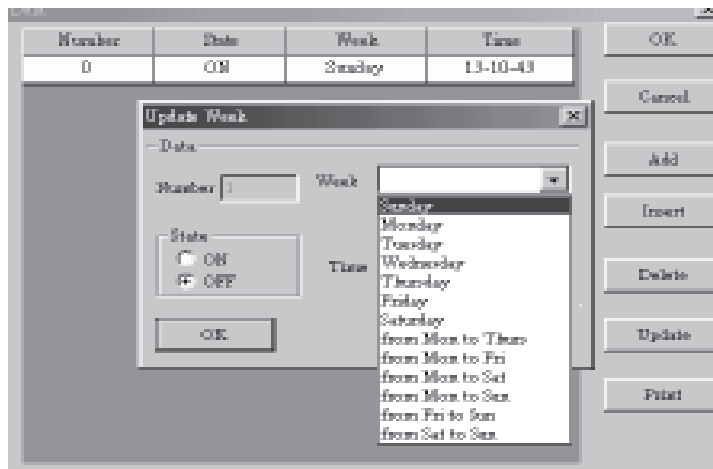 Number State Week Time
0 ON Sunday 13-10-43
OK
Cancel
Add
Insert
Delete
Update
Print
Update Week
Data
Number 1
Week
State
ON
OFF
Time
OK
Sunday
Monday
Tuesday
Wednesday
Thursday
Friday
Saturday
from Mon to Thurs
from Mon to Fri
from Mon to Sat
from Mon to Sun
from Fri to Sun
from Sat to Sun